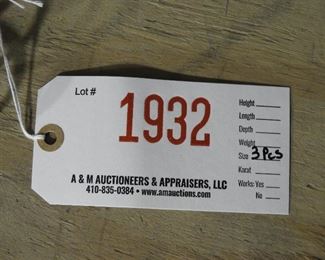 Lot #
1932
Height
Length
Depth
Weight
Size 3 Pcs
Karat
Works: Yes
No
A & M AUCTIONEERS & APPRAISERS, LLC
410-835-0384 • www.amauctions.com